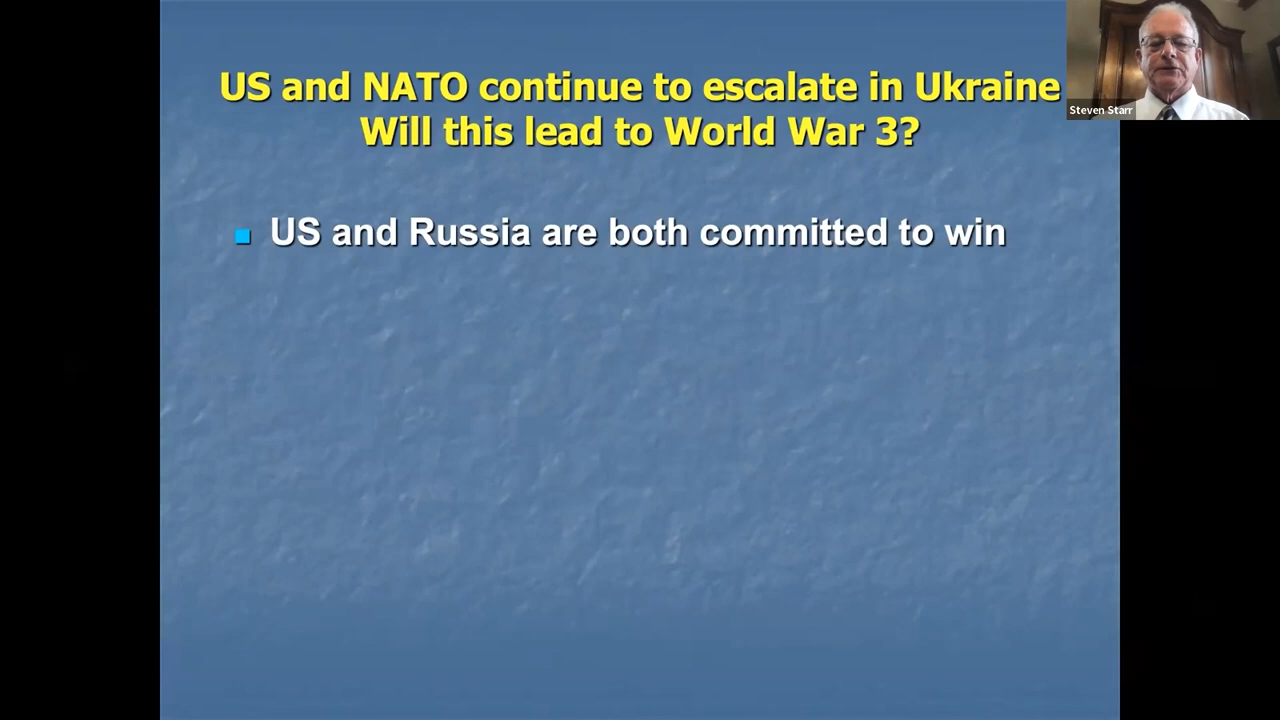 US and NATO continue to escalate in Ukraine
Will this lead to World War 3?
Steven Starr
US and Russia are both committed to win